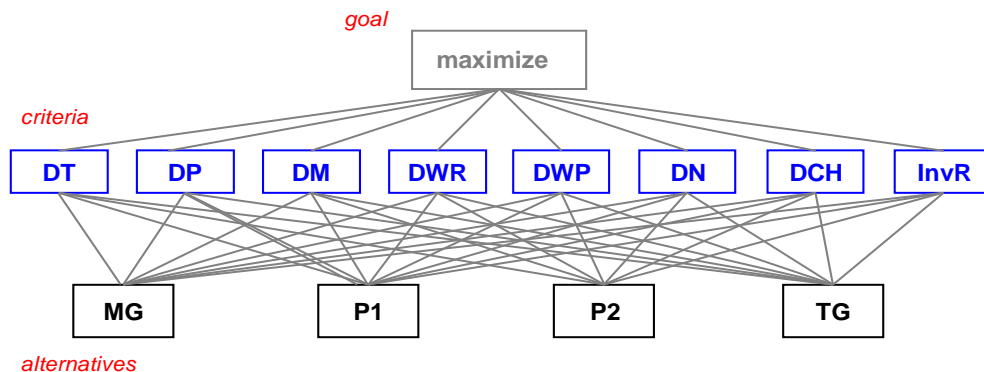 goal
maximize
criteria
DT DP DM DWR DWP DN DCH InvR
MG P1 P2 TG
alternatives